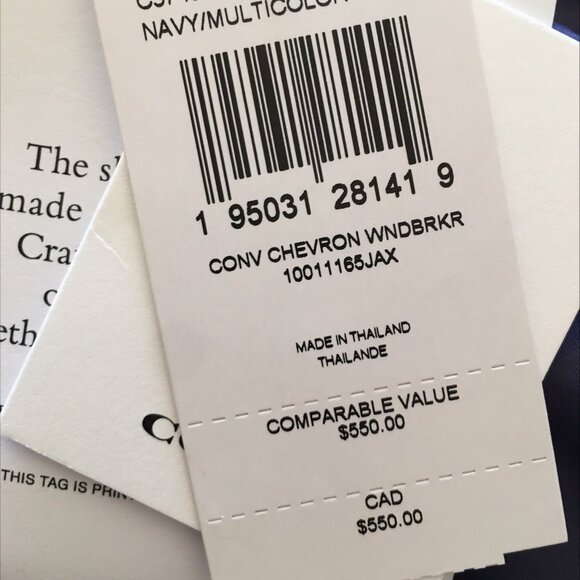 NAVY/MULTICOLOR
1 95031 28141 9
CONV CHEVRON WNDBRKR
10011165JAX
MADE IN THAILAND
THAILANDE
COMPARABLE VALUE
$550.00
CAD
$550.00
The
made
THIS TAG IS